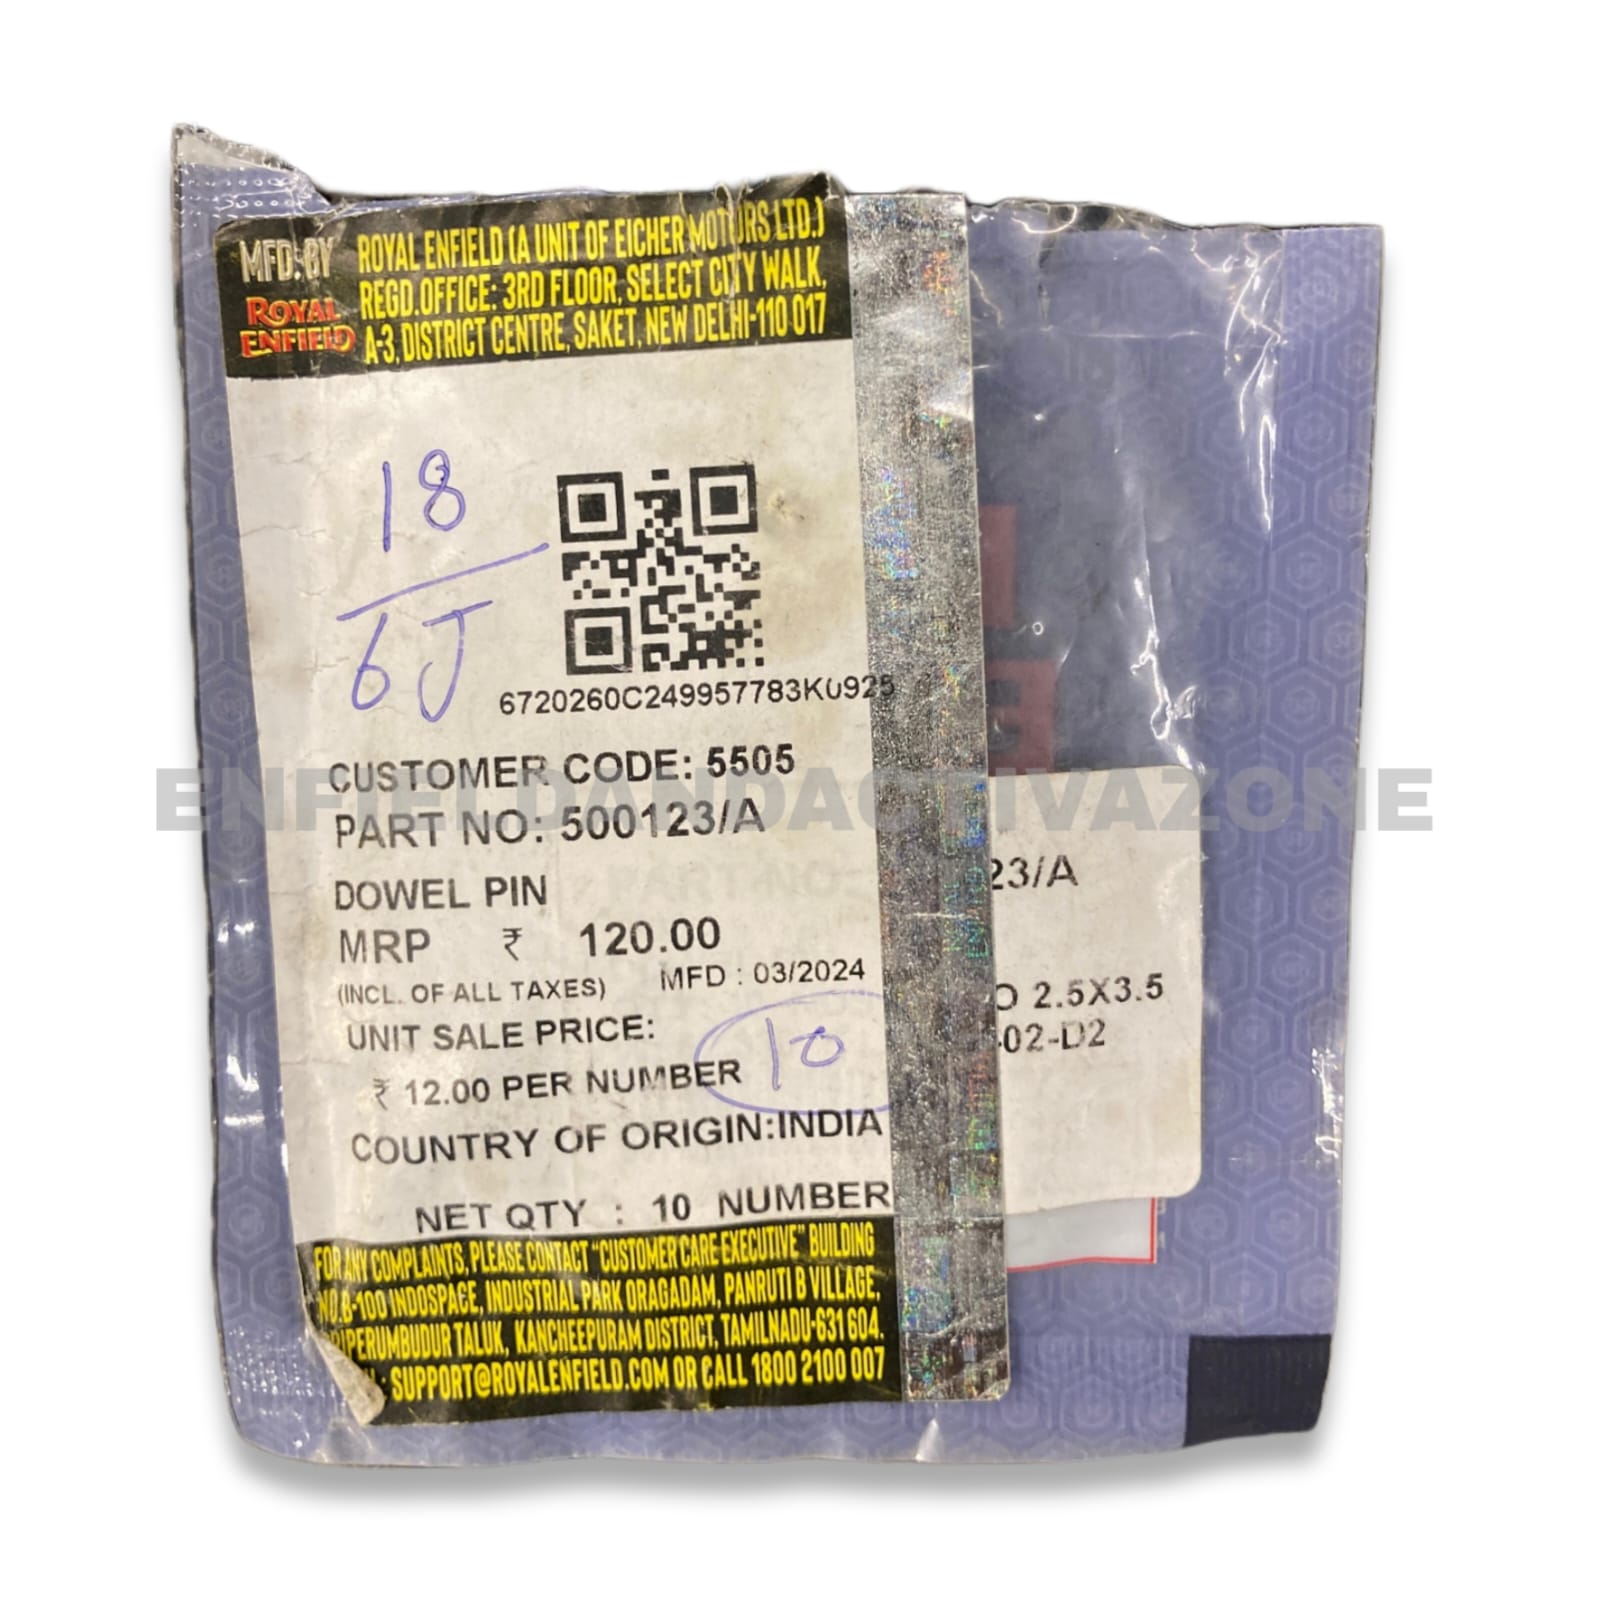 MFD. BY
ROYAL ENFIELD
ROYAL ENFIELD (A UNIT OF EICHER MOTORS LTD.)
REGD.OFFICE: 3RD FLOOR, SELECT CITY WALK,
A-3, DISTRICT CENTRE, SAKET, NEW DELHI-110 017
18
6J
6720260C249957783K0925
CUSTOMER CODE: 5505
PART NO: 500123/A
ENFIELDANDACTIVAZONE
DOWEL PIN
MRP ₹ 120.00
(INCL. OF ALL TAXES) MFD : 03/2024
UNIT SALE PRICE:
₹ 12.00 PER NUMBER
10
COUNTRY OF ORIGIN:INDIA
NET QTY : 10 NUMBER
FOR ANY COMPLAINTS, PLEASE CONTACT "CUSTOMER CARE EXECUTIVE" BUILDING
NO.B-100 INDOSPACE, INDUSTRIAL PARK ORAGADAM, PANRUTI B VILLAGE,
PERUMBUDUR TALUK, KANCHEEPURAM DISTRICT, TAMILNADU-631 604.
: SUPPORT@ROYALENFIELD.COM OR CALL 1800 2100 007
23/A
O 2.5X3.5
-02-D2